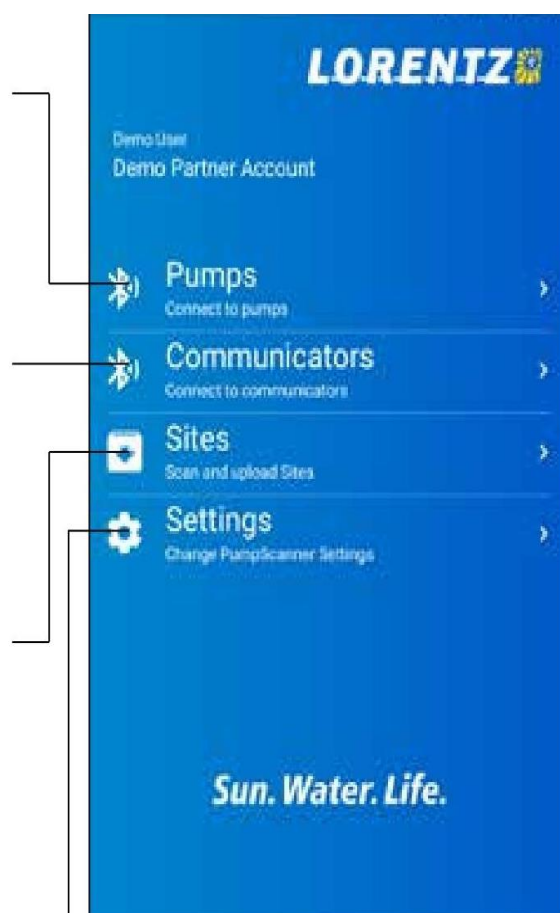 LORENTZ
Demo User
Demo Partner Account
Pumps
Connect to pumps
Communicators
Connect to communicators
Sites
Scan and upload Sites
Settings
Change PumpScanner Settings
Sun. Water. Life.